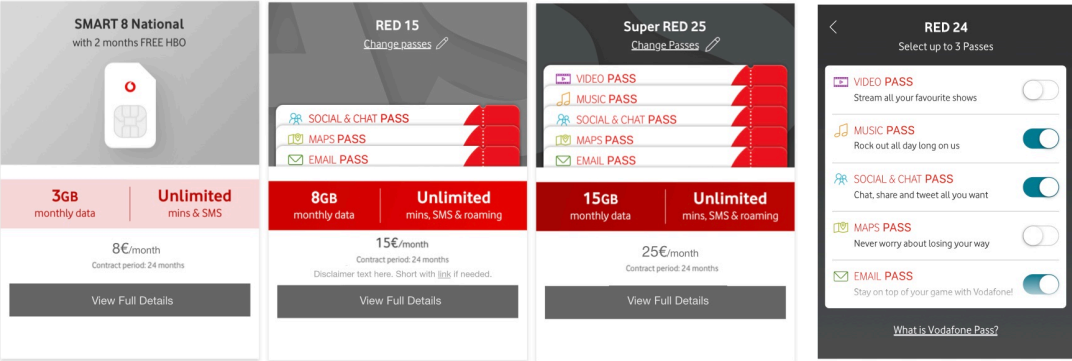 SMART 8 National
with 2 months FREE HBO
3GB
monthly data
Unlimited
mins & SMS
8€/month
Contract period: 24 months
View Full Details
RED 15
Change passes
SOCIAL & CHAT PASS
MAPS PASS
EMAIL PASS
8GB
monthly data
Unlimited
mins, SMS & roaming
15€/month
Contract period: 24 months
Disclaimer text here. Short with link if needed.
View Full Details
Super RED 25
Change Passes
VIDEO PASS
MUSIC PASS
SOCIAL & CHAT PASS
MAPS PASS
EMAIL PASS
15GB
monthly data
Unlimited
mins, SMS & roaming
25€/month
Contract period: 24 months
View Full Details
RED 24
Select up to 3 Passes
VIDEO PASS
Stream all your favourite shows
MUSIC PASS
Rock out all day long on us
SOCIAL & CHAT PASS
Chat, share and tweet all you want
MAPS PASS
Never worry about losing your way
EMAIL PASS
Stay on top of your game with Vodafone!
What is Vodafone Pass?